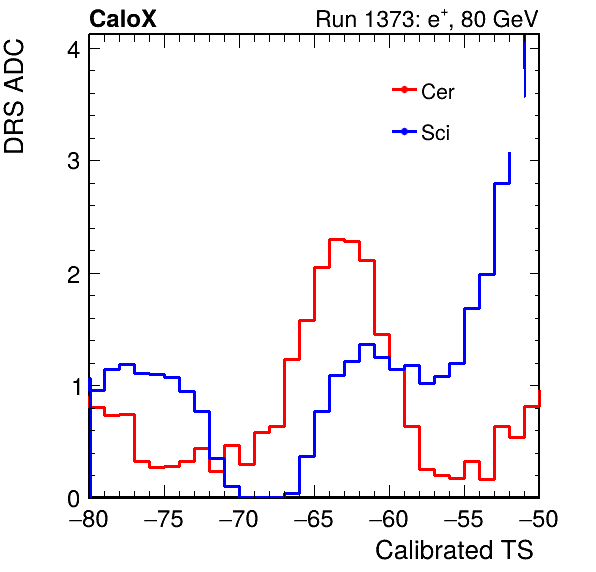 CaloX Run 1373: e⁺, 80 GeV
DRS ADC
4
3
2
1
0
Cer
Sci
−80 −75 −70 −65 −60 −55 −50
Calibrated TS